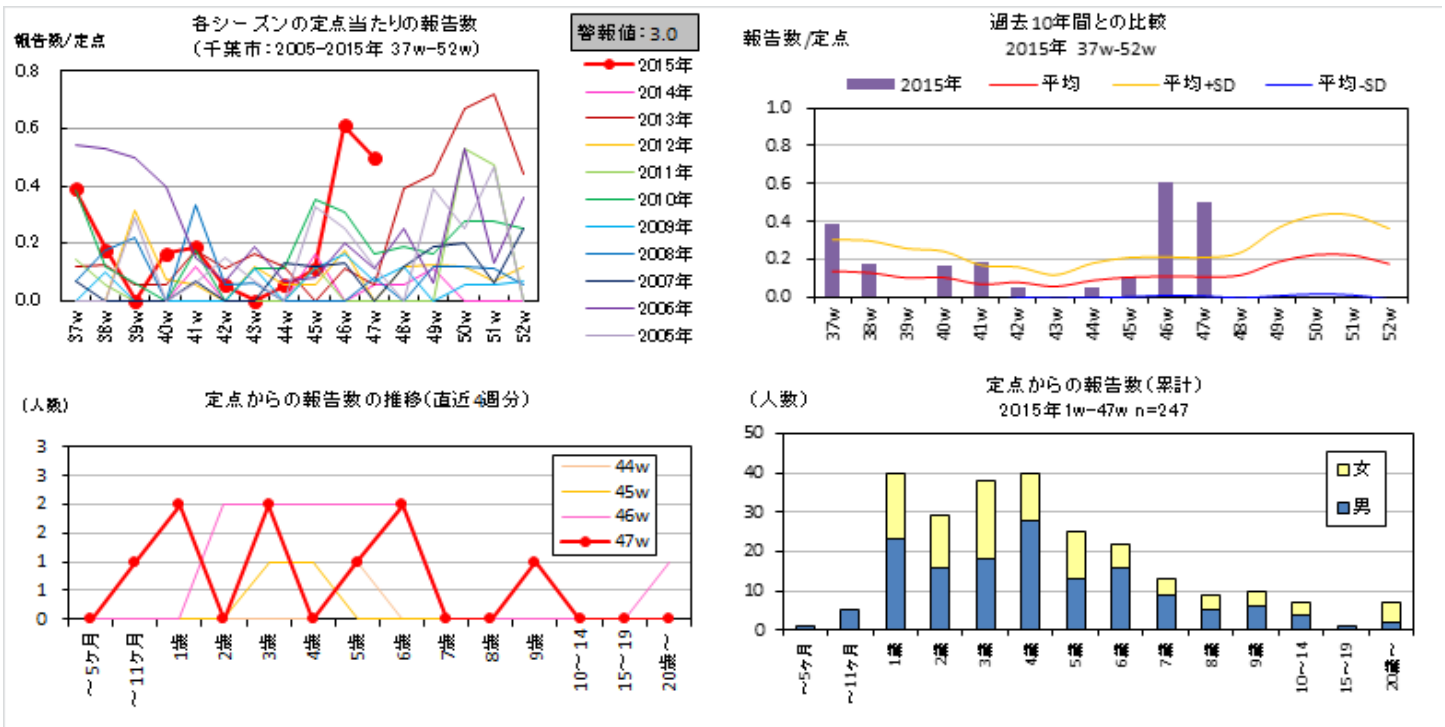 各シーズンの定点当たりの報告数
(千葉市:2005-2015年 37w-52w)
報告数/定点
警報値:3.0
0.8
0.6
0.4
0.2
0.0
37w
38w
39w
40w
41w
42w
43w
44w
45w
46w
47w
48w
49w
50w
51w
52w
2015年
2014年
2013年
2012年
2011年
2010年
2009年
2008年
2007年
2006年
2005年
過去10年間との比較
2015年 37w-52w
報告数/定点
2015年 平均 平均+SD 平均-SD
1.0
0.8
0.6
0.4
0.2
0.0
37w
38w
39w
40w
41w
42w
43w
44w
45w
46w
47w
48w
49w
50w
51w
52w
定点からの報告数の推移(直近4週分)
(人数)
3
3
2
2
1
1
0
44w
45w
46w
47w
~5ヶ月
~11ヶ月
1歳
2歳
3歳
4歳
5歳
6歳
7歳
8歳
9歳
10~14
15~19
20歳~
定点からの報告数(累計)
2015年1w-47w n=247
(人数)
50
40
30
20
10
0
女
男
~5ヶ月
~11ヶ月
1歳
2歳
3歳
4歳
5歳
6歳
7歳
8歳
9歳
10~14
15~19
20歳~